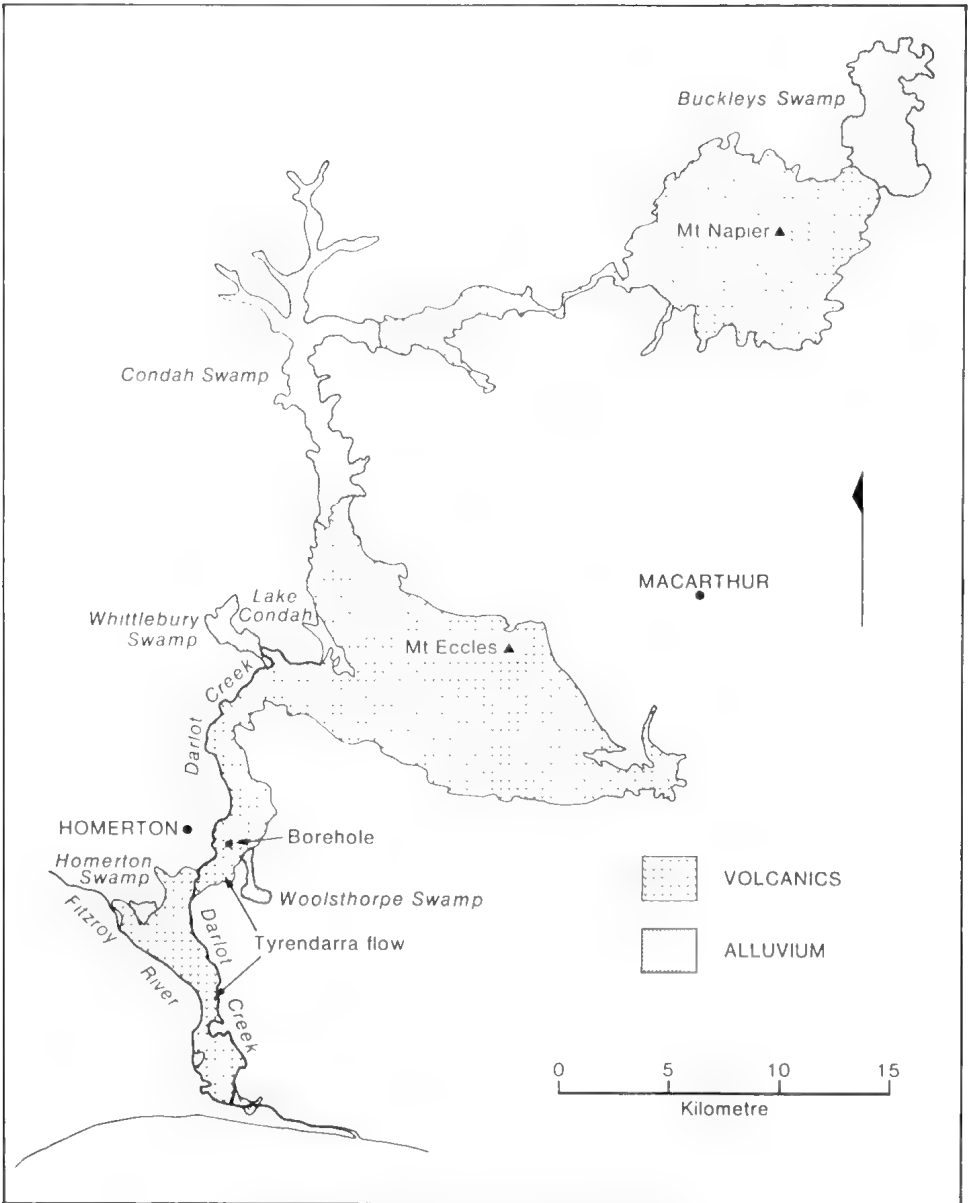 Buckleys Swamp
Mt Napier
Condah Swamp
MACARTHUR
Lake
Condah
Whittlebury
Swamp
Mt Eccles
Darlot Creek
HOMERTON
Borehole
Homerton
Swamp
Woolsthorpe Swamp
VOLCANICS
Fitzroy River
Darlot Creek
Tyrendarra flow
ALLUVIUM
0 5 10 15
Kilometre